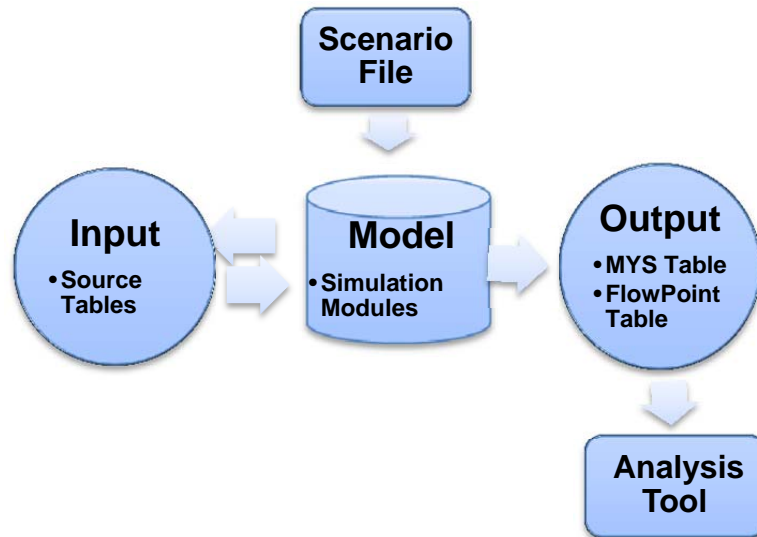 Scenario
File
Input
• Source
Tables
Model
• Simulation
Modules
Output
• MYS Table
• FlowPoint
Table
Analysis
Tool